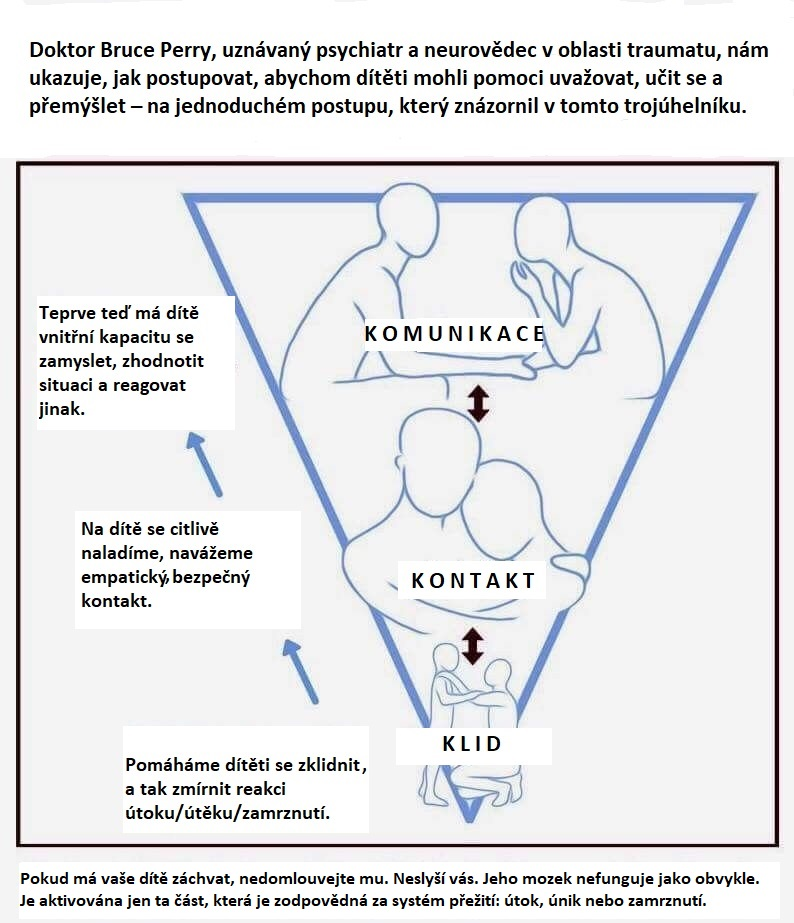 Doktor Bruce Perry, uznávaný psychiatr a neurovědec v oblasti traumatu, nám
ukazuje, jak postupovat, abychom dítěti mohli pomoci uvažovat, učit se a
přemýšlet – na jednoduchém postupu, který znázornil v tomto trojúhelníku.
Teprve teď má dítě
vnitřní kapacitu se
zamyslet, zhodnotit
situaci a reagovat
jinak.
KOMUNIKACE
Na dítě se citlivě
naladíme, navážeme
empatický, bezpečný
kontakt.
KONTAKT
Pomáháme dítěti se zklidnit,
a tak zmírnit reakci
útoku/útěku/zamrznutí.
KLID
Pokud má vaše dítě záchvat, nedomlouvejte mu. Neslyší vás. Jeho mozek nefunguje jako obvykle.
Je aktivována jen ta část, která je zodpovědná za systém přežití: útok, únik nebo zamrznutí.